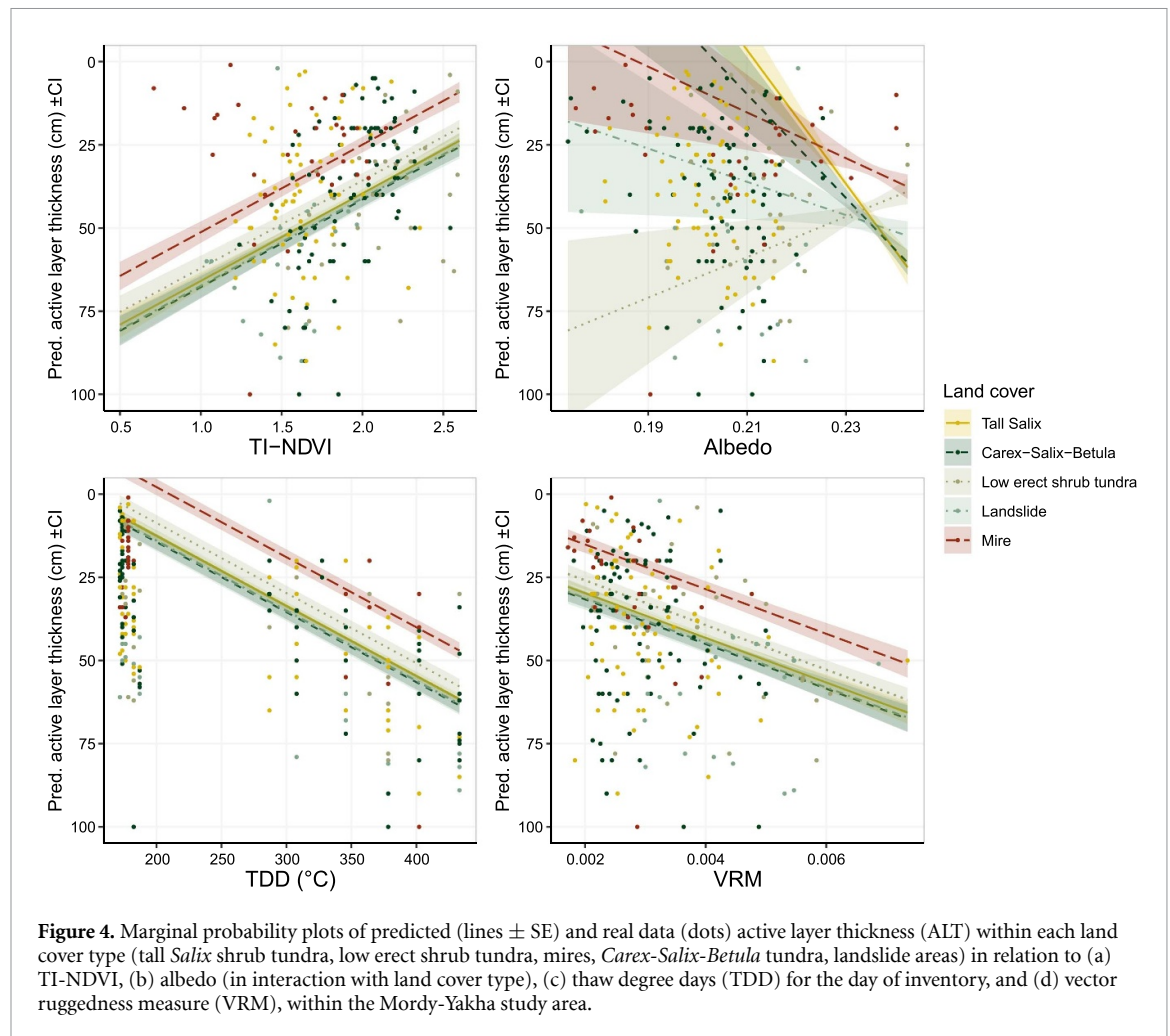 Pred. active layer thickness (cm) ±CI
0
25
50
75
100
0.5 1.0 1.5 2.0 2.5
TI−NDVI
Pred. active layer thickness (cm) ±CI
0
25
50
75
100
0.19 0.21 0.23
Albedo
Land cover
Tall Salix
Carex−Salix−Betula
Low erect shrub tundra
Landslide
Mire
Pred. active layer thickness (cm) ±CI
0
25
50
75
100
200 250 300 350 400
TDD (°C)
Pred. active layer thickness (cm) ±CI
0
25
50
75
100
0.002 0.004 0.006
VRM
Figure 4. Marginal probability plots of predicted (lines ± SE) and real data (dots) active layer thickness (ALT) within each land
cover type (tall Salix shrub tundra, low erect shrub tundra, mires, Carex-Salix-Betula tundra, landslide areas) in relation to (a)
TI-NDVI, (b) albedo (in interaction with land cover type), (c) thaw degree days (TDD) for the day of inventory, and (d) vector
ruggedness measure (VRM), within the Mordy-Yakha study area.